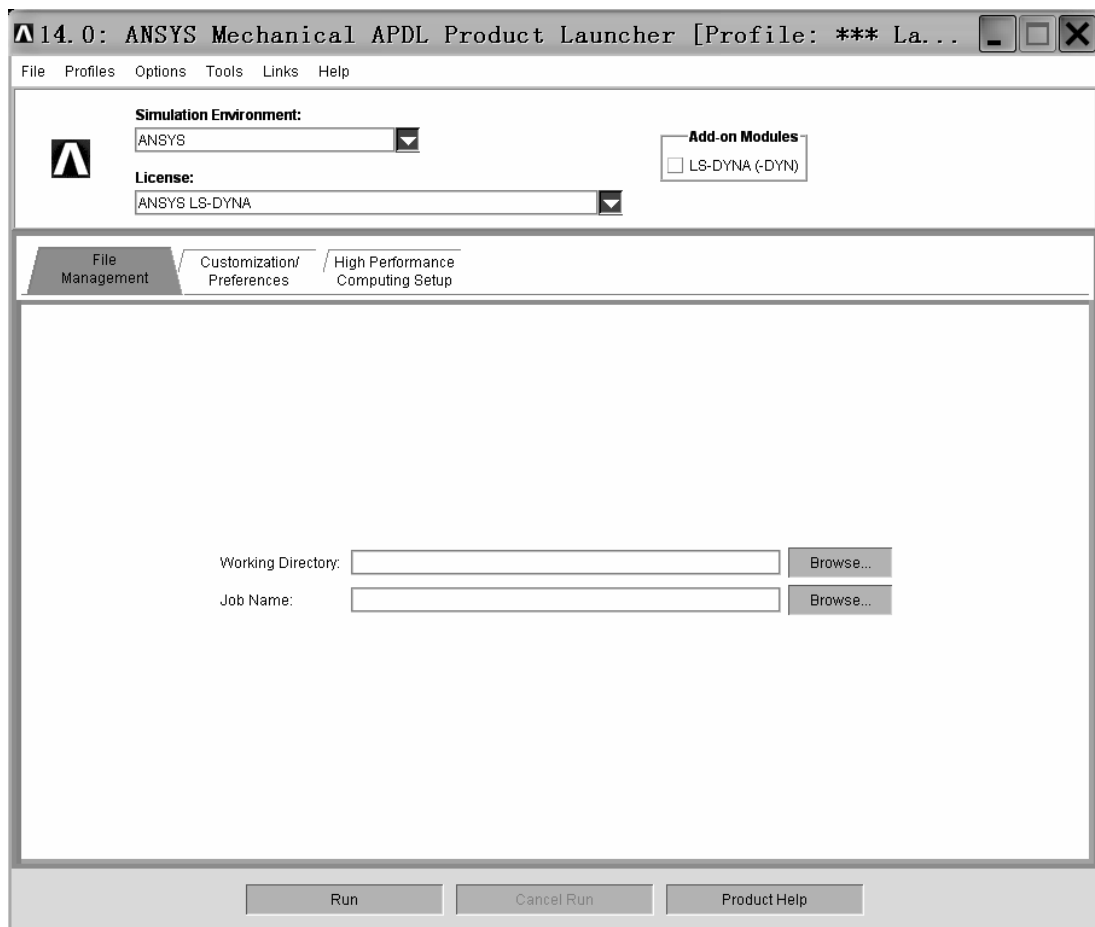 14.0: ANSYS Mechanical APDL Product Launcher [Profile: *** La...
File Profiles Options Tools Links Help
Simulation Environment:
ANSYS
Add-on Modules
LS-DYNA (-DYN)
License:
ANSYS LS-DYNA
File
Management
Customization/
Preferences
High Performance
Computing Setup
Working Directory:
Browse...
Job Name:
Browse...
Run
Cancel Run
Product Help